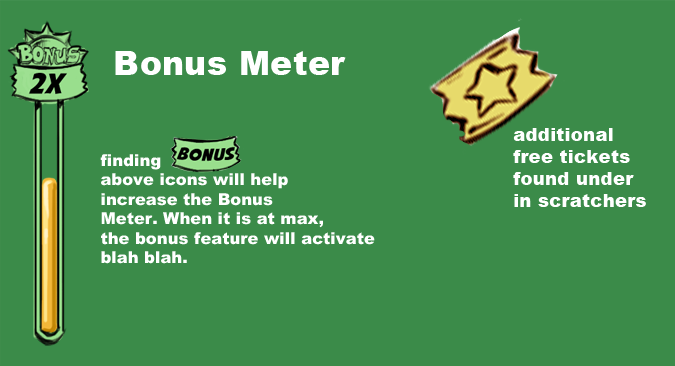 BONUS
2X
Bonus Meter
finding BONUS
above icons will help
increase the Bonus
Meter. When it is at max,
the bonus feature will activate
blah blah.
additional
free tickets
found under
in scratchers